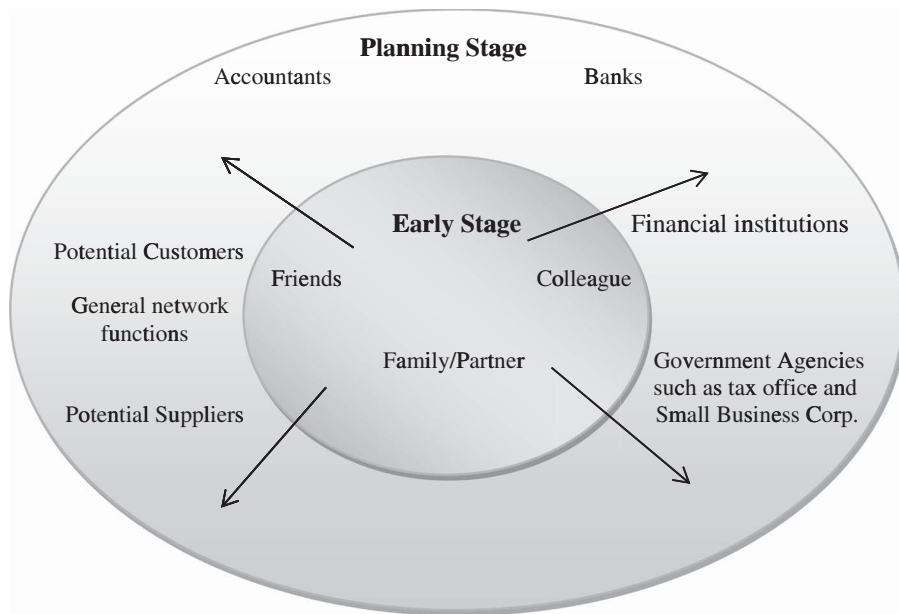 Planning Stage
Accountants
Banks
Early Stage
Financial institutions
Potential Customers
Friends
Colleague
General network
functions
Family/Partner
Government Agencies
such as tax office and
Small Business Corp.
Potential Suppliers